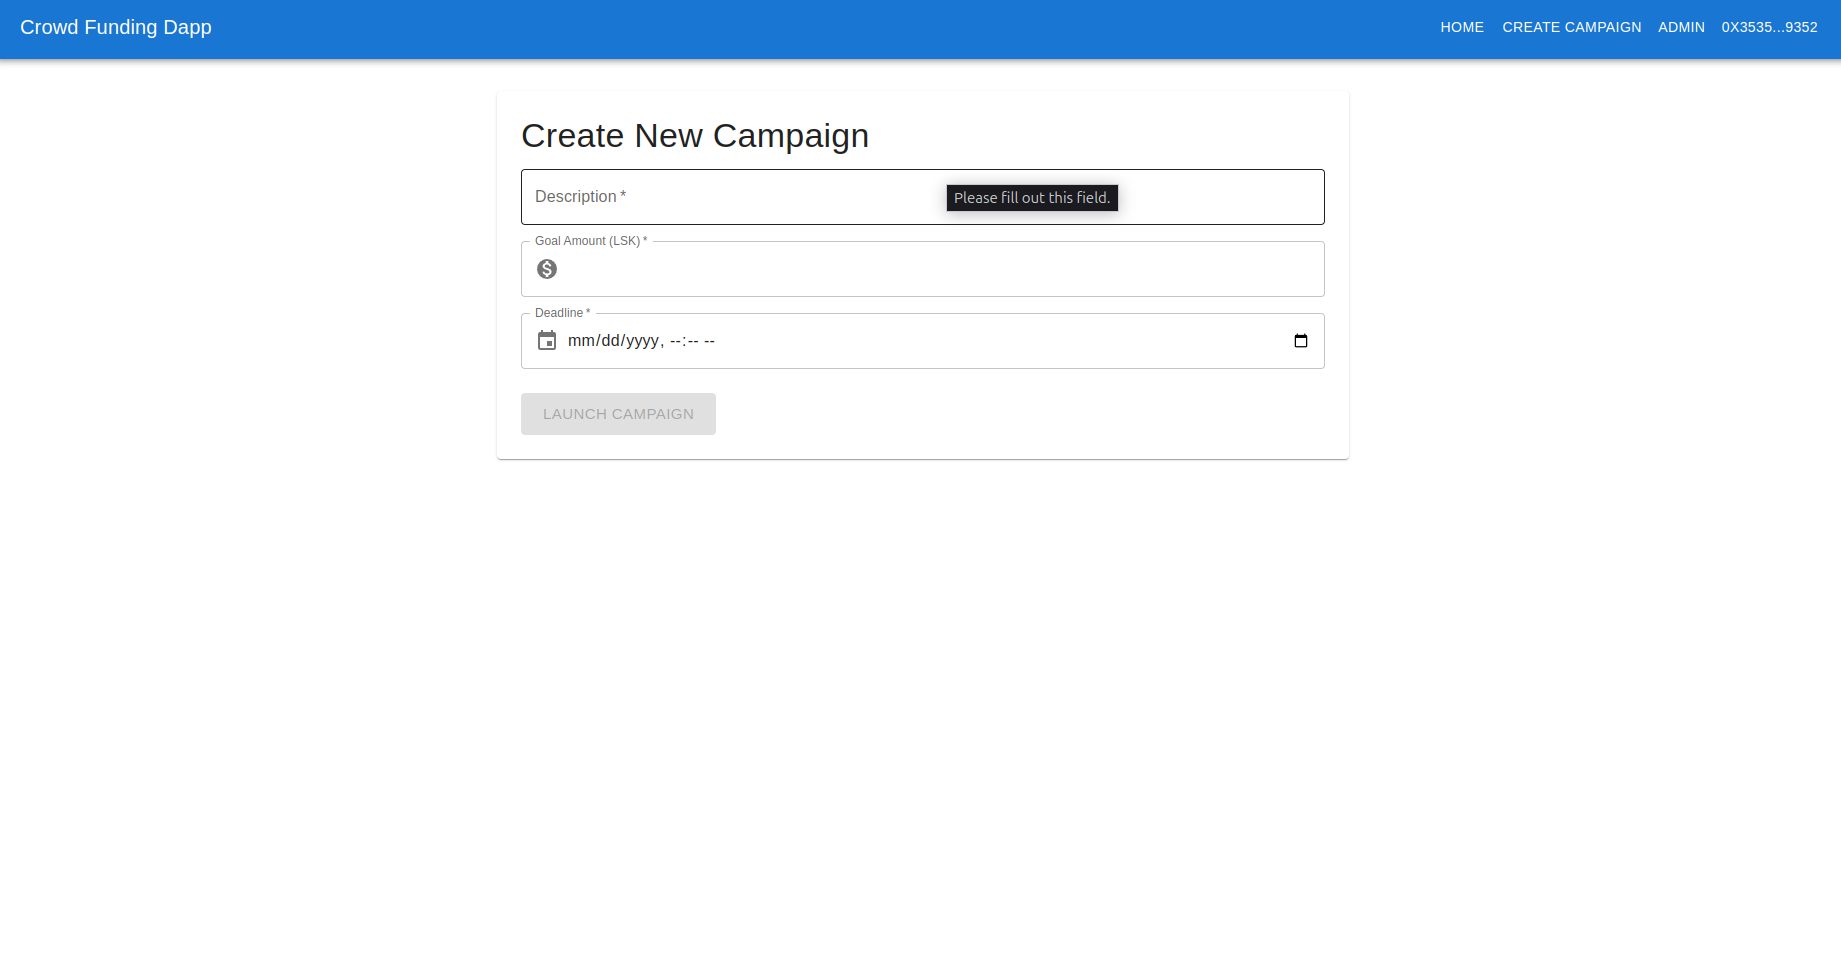 Crowd Funding Dapp
HOME CREATE CAMPAIGN ADMIN 0X3535...9352
Create New Campaign
Description *
Please fill out this field.
Goal Amount (LSK) *
Deadline *
mm/dd/yyyy, --:-- --
LAUNCH CAMPAIGN